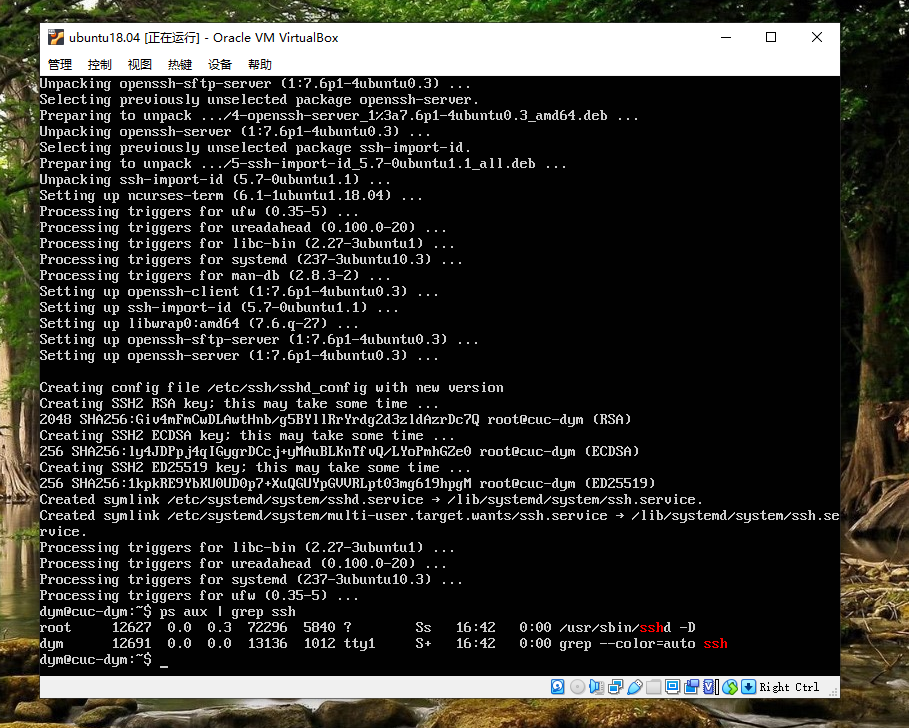 ubuntu18.04 [正在运行] - Oracle VM VirtualBox
管理 控制 视图 热键 设备 帮助
Unpacking openssh-sftp-server (1:7.6p1-4ubuntu0.3) ...
Selecting previously unselected package openssh-server.
Preparing to unpack .../4-openssh-server_1%3a7.6p1-4ubuntu0.3_amd64.deb ...
Unpacking openssh-server (1:7.6p1-4ubuntu0.3) ...
Selecting previously unselected package ssh-import-id.
Preparing to unpack .../5-ssh-import-id_5.7-0ubuntu1.1_all.deb ...
Unpacking ssh-import-id (5.7-0ubuntu1.1) ...
Setting up ncurses-term (6.1-1ubuntu1.18.04) ...
Processing triggers for ufw (0.35-5) ...
Processing triggers for ureadahead (0.100.0-20) ...
Processing triggers for libc-bin (2.27-3ubuntu1) ...
Processing triggers for systemd (237-3ubuntu10.3) ...
Processing triggers for man-db (2.8.3-2) ...
Setting up openssh-client (1:7.6p1-4ubuntu0.3) ...
Setting up ssh-import-id (5.7-0ubuntu1.1) ...
Setting up libwrap0:amd64 (7.6.q-27) ...
Setting up openssh-sftp-server (1:7.6p1-4ubuntu0.3) ...
Setting up openssh-server (1:7.6p1-4ubuntu0.3) ...
Creating config file /etc/ssh/sshd_config with new version
Creating SSH2 RSA key; this may take some time ...
2048 SHA256:Giv4mFmCwDLAwtHnb/g5BYllRrYrdg2d3zldAzrDc7Q root@cuc-dym (RSA)
Creating SSH2 ECDSA key; this may take some time ...
256 SHA256:ly4JDPpj4qlGygrDCcj+yMAuBLKnTfvQ/LYoPmhGZe0 root@cuc-dym (ECDSA)
Creating SSH2 ED25519 key; this may take some time ...
256 SHA256:1kpkRE9YbKU0UD0p7+XuQGUYpGVVRLpt03mg619hpgM root@cuc-dym (ED25519)
Created symlink /etc/systemd/system/sshd.service → /lib/systemd/system/ssh.service.
Created symlink /etc/systemd/system/multi-user.target.wants/ssh.service → /lib/systemd/system/ssh.se
rvice.
Processing triggers for libc-bin (2.27-3ubuntu1) ...
Processing triggers for ureadahead (0.100.0-20) ...
Processing triggers for systemd (237-3ubuntu10.3) ...
Processing triggers for ufw (0.35-5) ...
dym@cuc-dym:~$ ps aux | grep ssh
root     12627  0.0  0.3  72296  5840 ?        Ss   16:42   0:00 /usr/sbin/sshd -D
dym      12691  0.0  0.0  13136  1012 tty1     S+   16:42   0:00 grep --color=auto ssh
dym@cuc-dym:~$ _
Right Ctrl